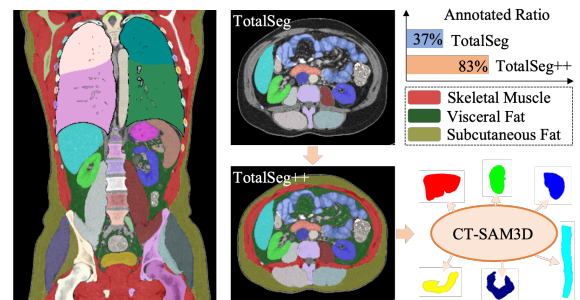 TotalSeg
Annotated Ratio
37% TotalSeg
83% TotalSeg++
Skeletal Muscle
Visceral Fat
Subcutaneous Fat
TotalSeg++
CT-SAM3D